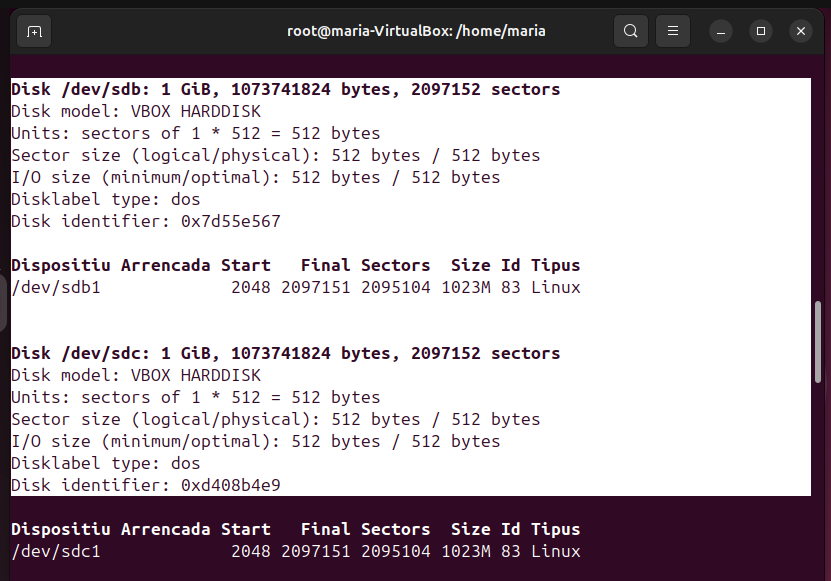 root@maria-VirtualBox: /home/maria
Disk /dev/sdb: 1 GiB, 1073741824 bytes, 2097152 sectors
Disk model: VBOX HARDDISK
Units: sectors of 1 * 512 = 512 bytes
Sector size (logical/physical): 512 bytes / 512 bytes
I/O size (minimum/optimal): 512 bytes / 512 bytes
Disklabel type: dos
Disk identifier: 0x7d55e567
Dispositiu Arrencada Start   Final Sectors  Size Id Tipus
/dev/sdb1             2048 2097151 2095104 1023M 83 Linux
Disk /dev/sdc: 1 GiB, 1073741824 bytes, 2097152 sectors
Disk model: VBOX HARDDISK
Units: sectors of 1 * 512 = 512 bytes
Sector size (logical/physical): 512 bytes / 512 bytes
I/O size (minimum/optimal): 512 bytes / 512 bytes
Disklabel type: dos
Disk identifier: 0xd408b4e9
Dispositiu Arrencada Start   Final Sectors  Size Id Tipus
/dev/sdc1             2048 2097151 2095104 1023M 83 Linux